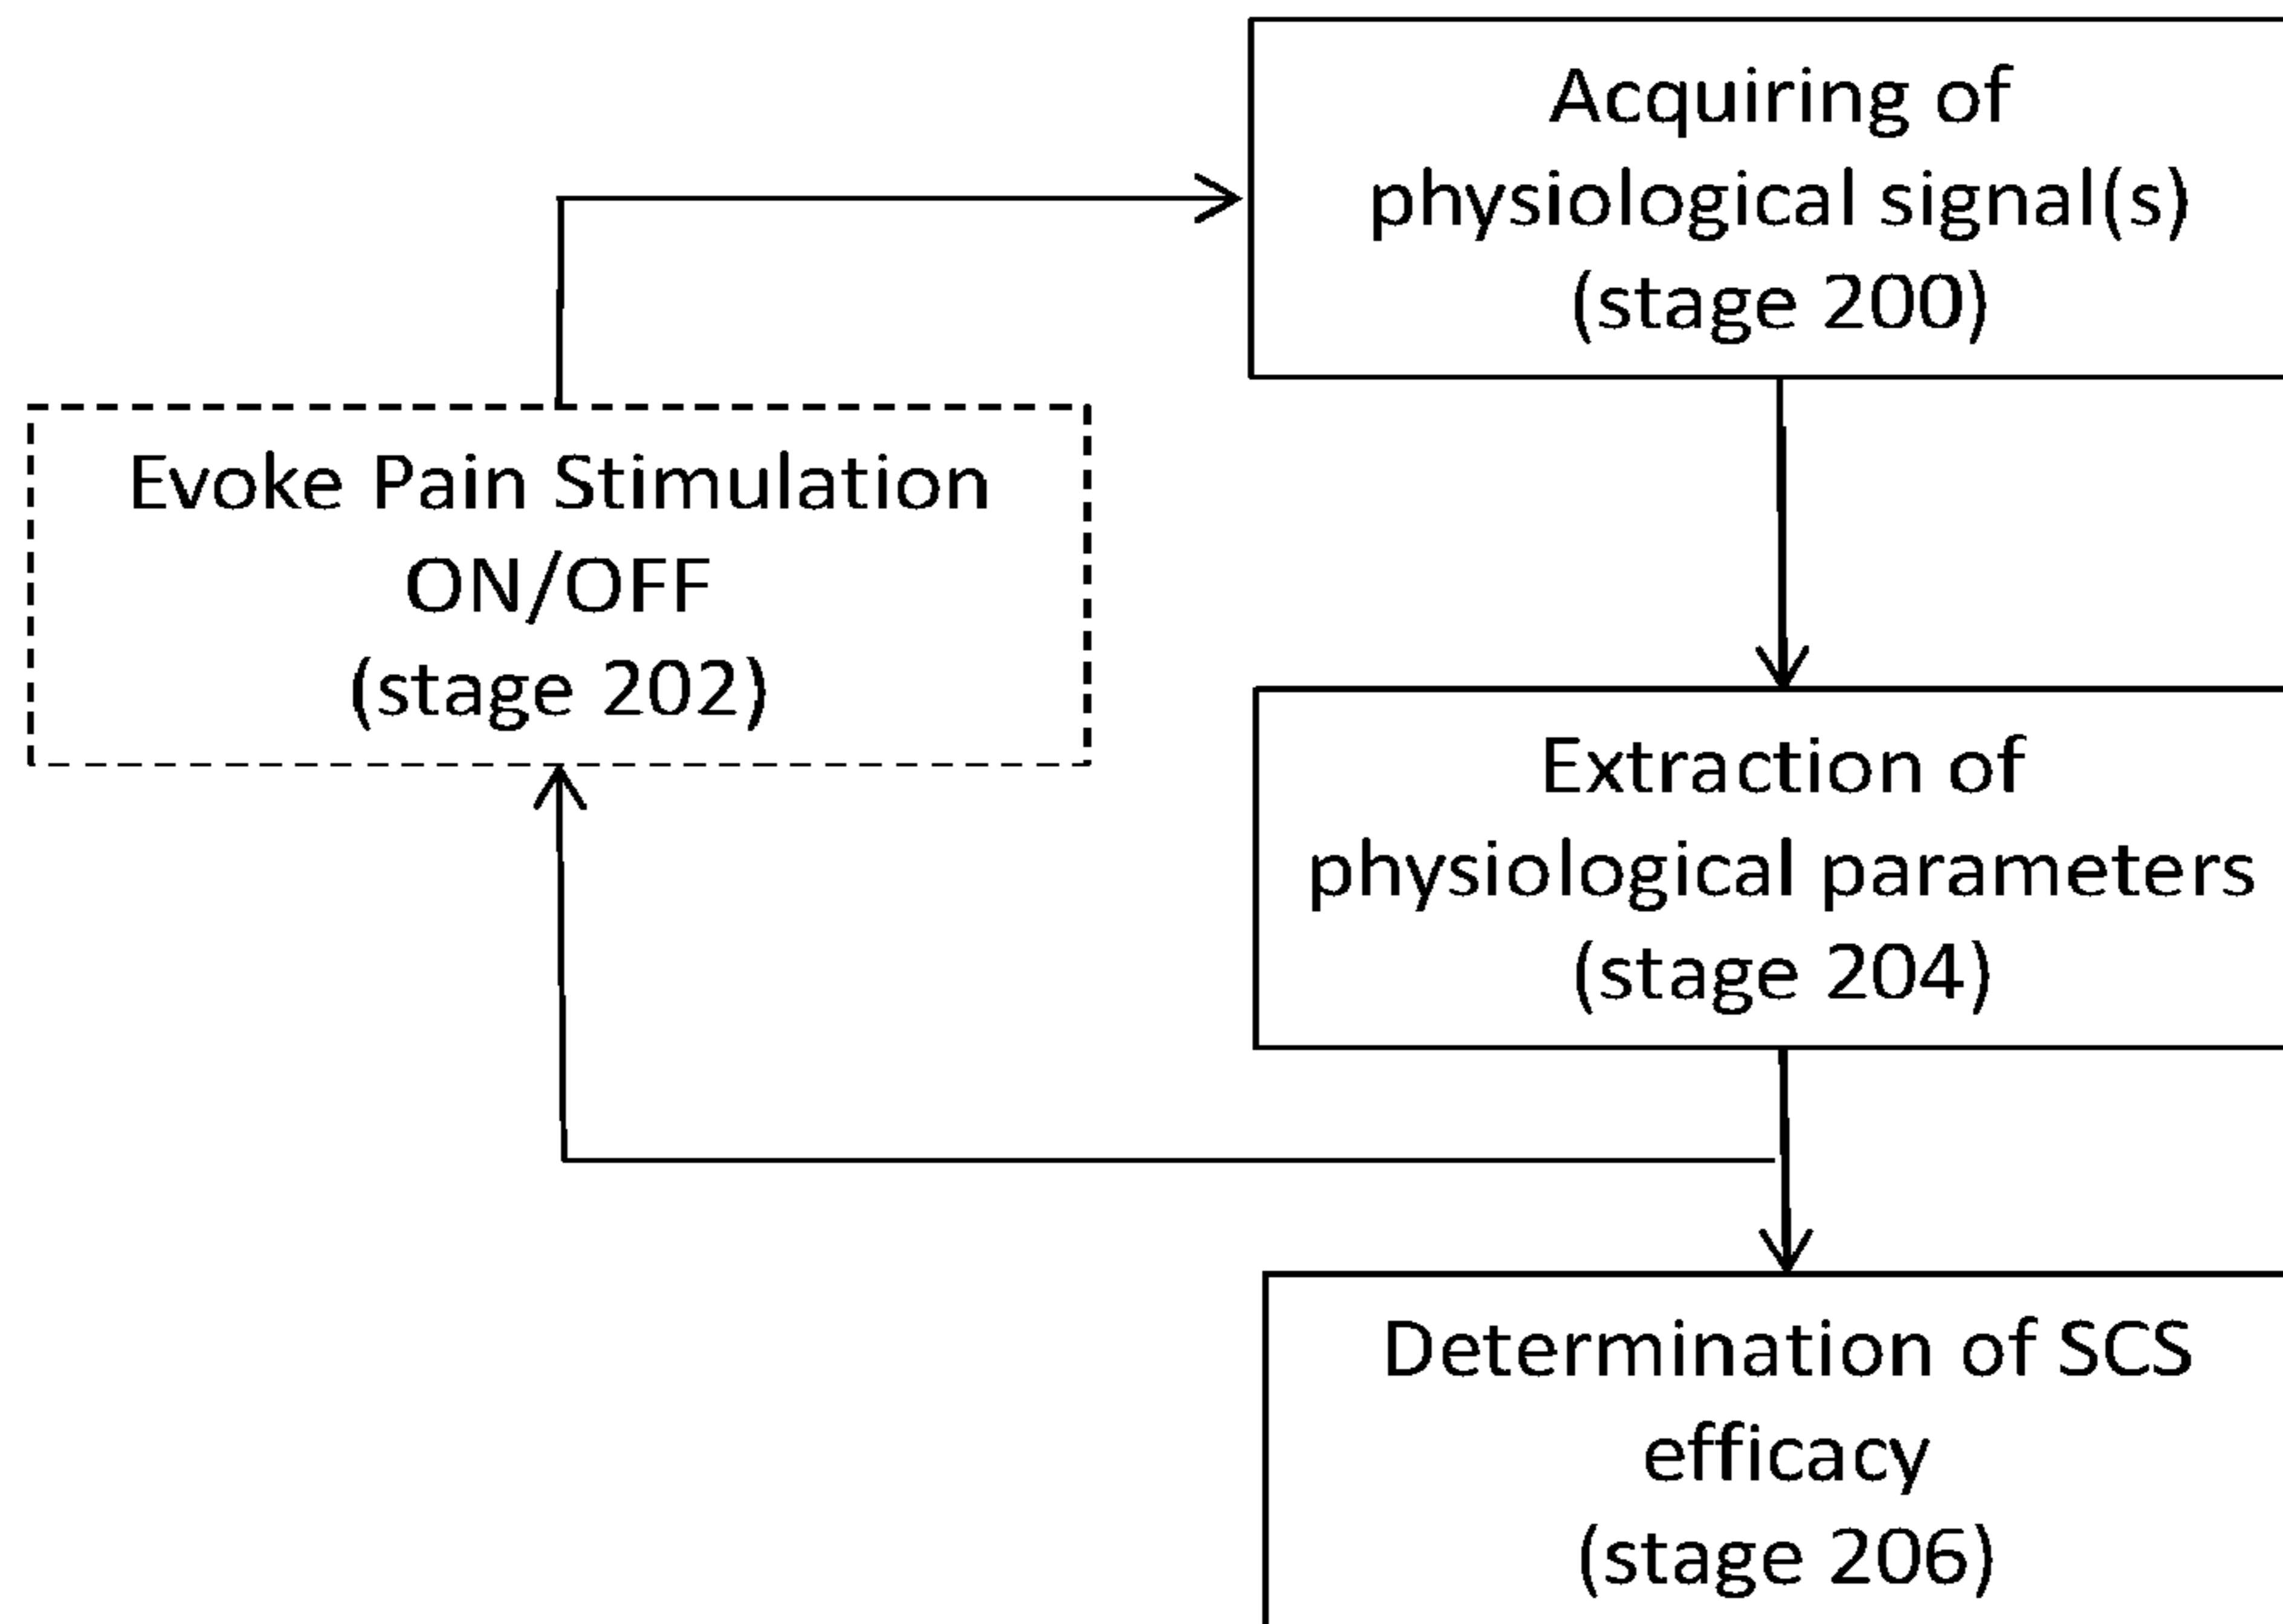 Acquiring of
physiological signal(s)
(stage 200)
Evoke Pain Stimulation
ON/OFF
(stage 202)
Extraction of
physiological parameters
(stage 204)
Determination of SCS
efficacy
(stage 206)